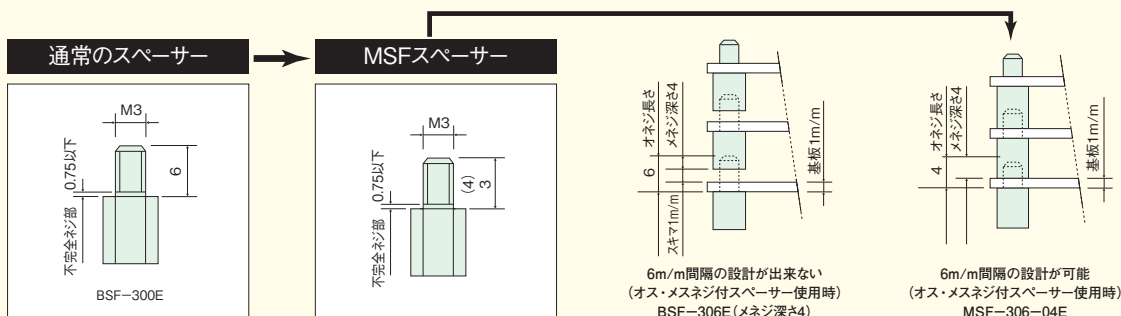 通常のスペーサー
MSFスペーサー
M3
0.75以下
6
不完全ネジ部
BSF−300E
M3
0.75以下
(4)
3
不完全ネジ部
オネジ長さ
メネジ深さ4
6
スキマ1m/m
基板1m/m
6m/m間隔の設計が出来ない
(オス・メスネジ付スペーサー使用時)
BSF−306E(メネジ深さ4)
オネジ長さ
メネジ深さ4
4
基板1m/m
6m/m間隔の設計が可能
(オス・メスネジ付スペーサー使用時)
MSF−306−04E